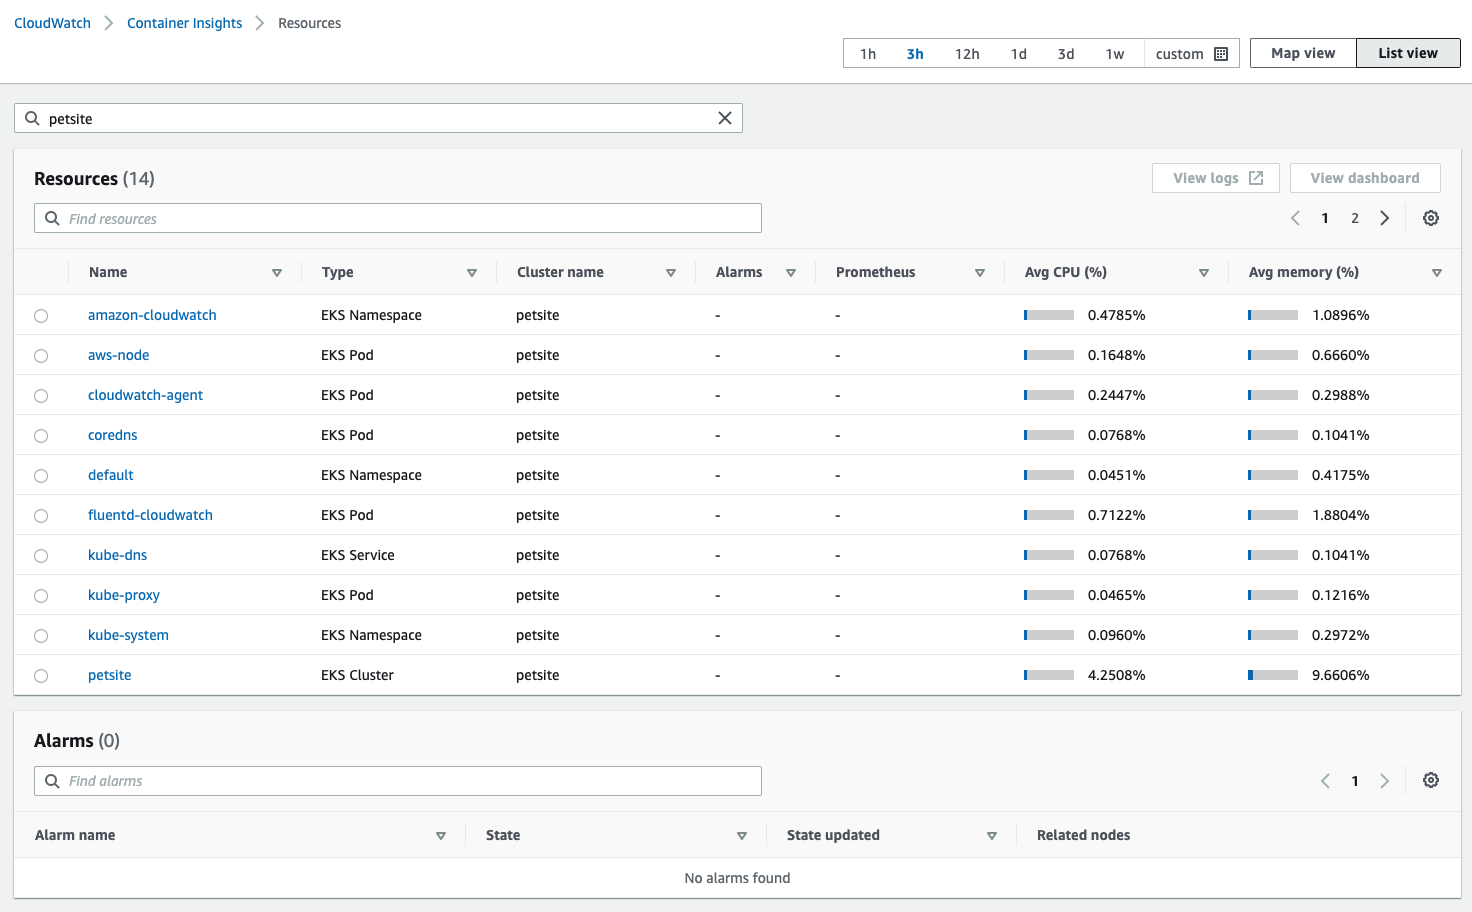 CloudWatch Container Insights Resources
1h 3h 12h 1d 3d 1w custom Map view List view
petsite
Resources (14) View logs View dashboard
Find resources 1 2
Name Type Cluster name Alarms Prometheus Avg CPU (%) Avg memory (%)
amazon-cloudwatch EKS Namespace petsite - - 0.4785% 1.0896%
aws-node EKS Pod petsite - - 0.1648% 0.6660%
cloudwatch-agent EKS Pod petsite - - 0.2447% 0.2988%
coredns EKS Pod petsite - - 0.0768% 0.1041%
default EKS Namespace petsite - - 0.0451% 0.4175%
fluentd-cloudwatch EKS Pod petsite - - 0.7122% 1.8804%
kube-dns EKS Service petsite - - 0.0768% 0.1041%
kube-proxy EKS Pod petsite - - 0.0465% 0.1216%
kube-system EKS Namespace petsite - - 0.0960% 0.2972%
petsite EKS Cluster petsite - - 4.2508% 9.6606%
Alarms (0)
Find alarms 1
Alarm name State State updated Related nodes
No alarms found